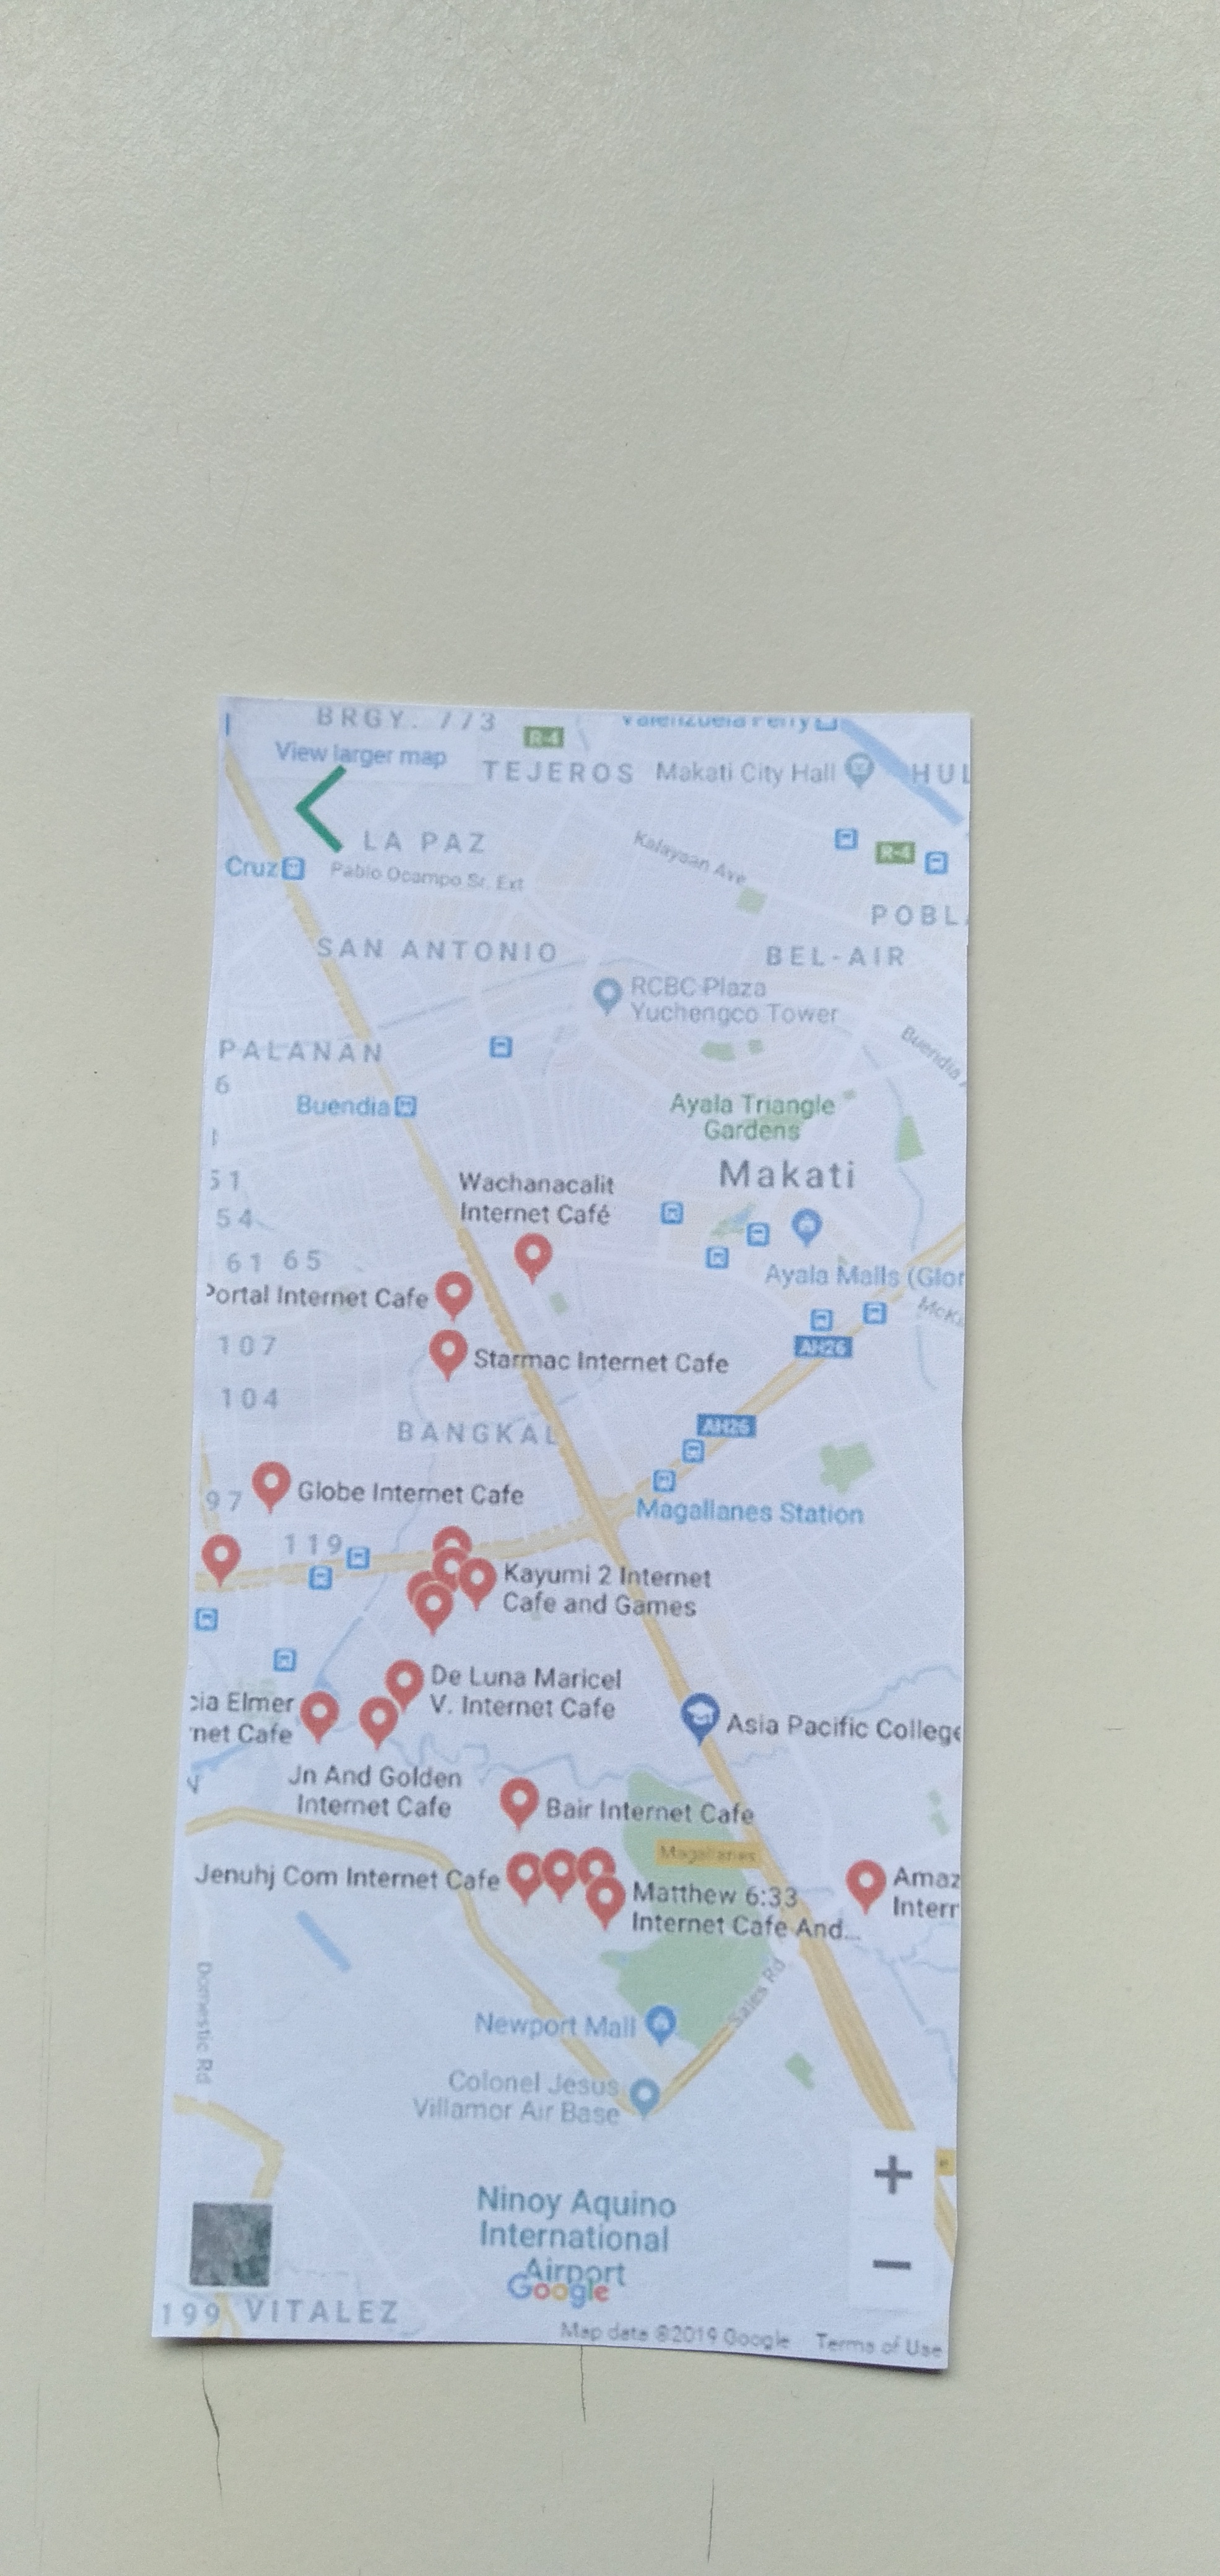 BRGY. 773
R-4
Valenzuela Ferry
View larger map
TEJEROS
Makati City Hall
HUL
LA PAZ
Kalayaan Ave
R-4
Cruz
Pablo Ocampo Sr. Ext
POBL
SAN ANTONIO
BEL-AIR
RCBC Plaza
Yuchengco Tower
PALANAN
Buendia
6
Buendia
Ayala Triangle
Gardens
51
Makati
Wachanacalit
Internet Café
54
61 65
Ayala Malls (Glor
Portal Internet Cafe
McKi
107
AH26
Starmac Internet Cafe
104
AH26
BANGKAL
97
Globe Internet Cafe
Magallanes Station
119
Kayumi 2 Internet
Cafe and Games
De Luna Maricel
V. Internet Cafe
cia Elmer
rnet Cafe
Asia Pacific College
Jn And Golden
Internet Cafe
Bair Internet Cafe
Magallanes
Jenuhj Com Internet Cafe
Amaz
Interr
Matthew 6:33
Internet Cafe And...
Domestic Rd
Sales Rd
Newport Mall
Colonel Jesus
Villamor Air Base
+
−
Ninoy Aquino
International
Airport
Google
199 VITALEZ
Map data ©2019 Google
Terms of Use